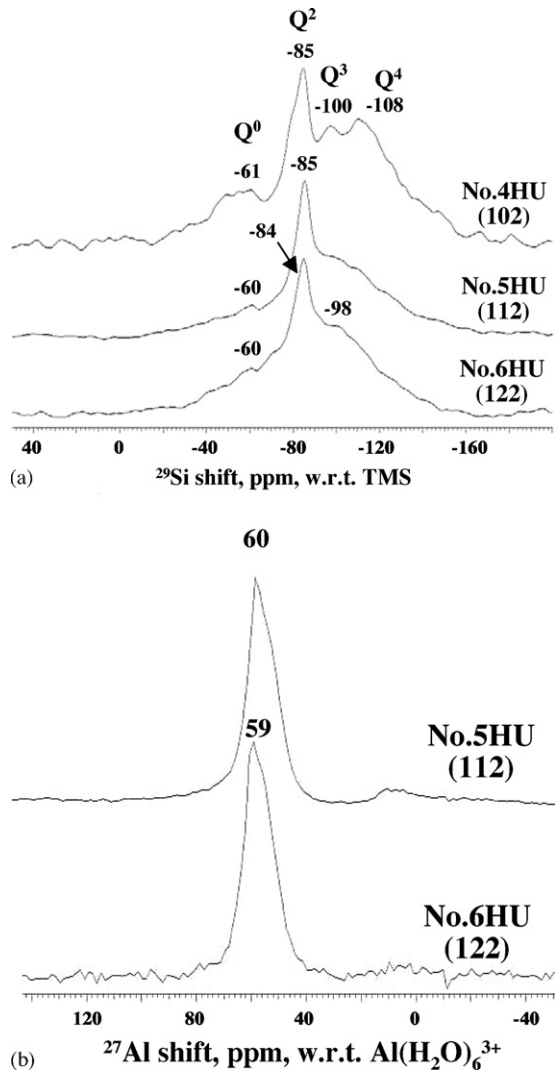 Q²
-85
Q³
Q⁴
-100
-108
Q⁰
-61
-85
No.4HU
(102)
-84
No.5HU
(112)
-60
-98
-60
No.6HU
(122)
40 0 -40 -80 -120 -160
(a) ²⁹Si shift, ppm, w.r.t. TMS
60
59
No.5HU
(112)
No.6HU
(122)
120 80 40 0 -40
(b) ²⁷Al shift, ppm, w.r.t. Al(H₂O)₆³⁺